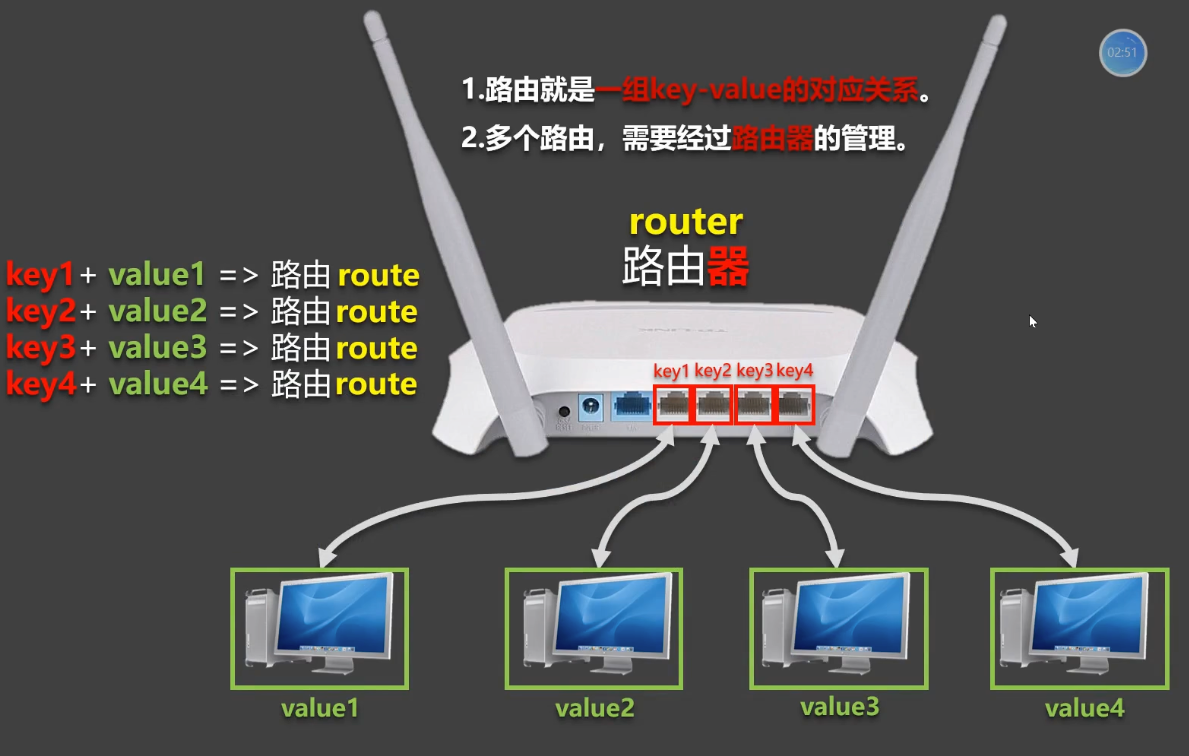 02:51
1.路由就是一组key-value的对应关系。
2.多个路由，需要经过路由器的管理。
router
路由器
key1+ value1 => 路由 route
key2+ value2 => 路由 route
key3+ value3 => 路由 route
key4+ value4 => 路由 route
TP-LINK
key1 key2 key3 key4
value1 value2 value3 value4